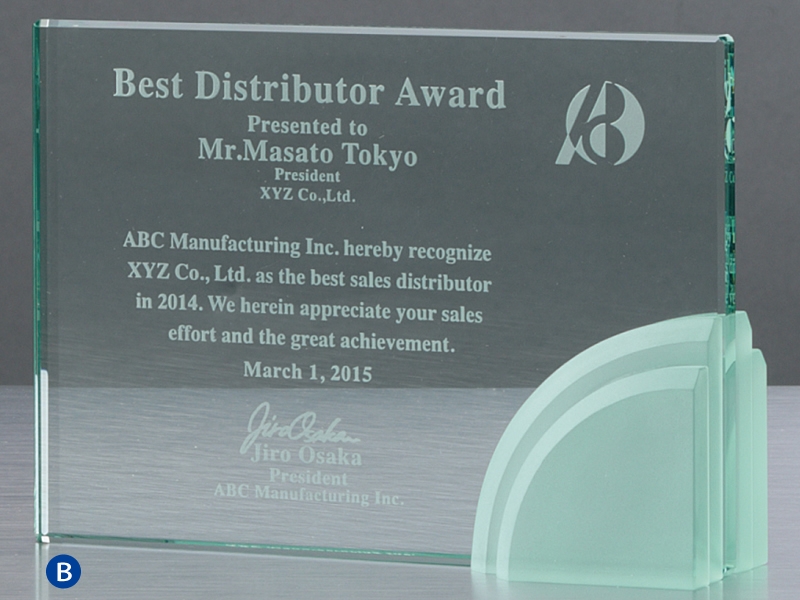 Best Distributor Award
Presented to
Mr.Masato Tokyo
President
XYZ Co.,Ltd.
ABC Manufacturing Inc. hereby recognize
XYZ Co., Ltd. as the best sales distributor
in 2014. We herein appreciate your sales
effort and the great achievement.
March 1, 2015
Jiro Osaka
Jiro Osaka
President
ABC Manufacturing Inc.
B